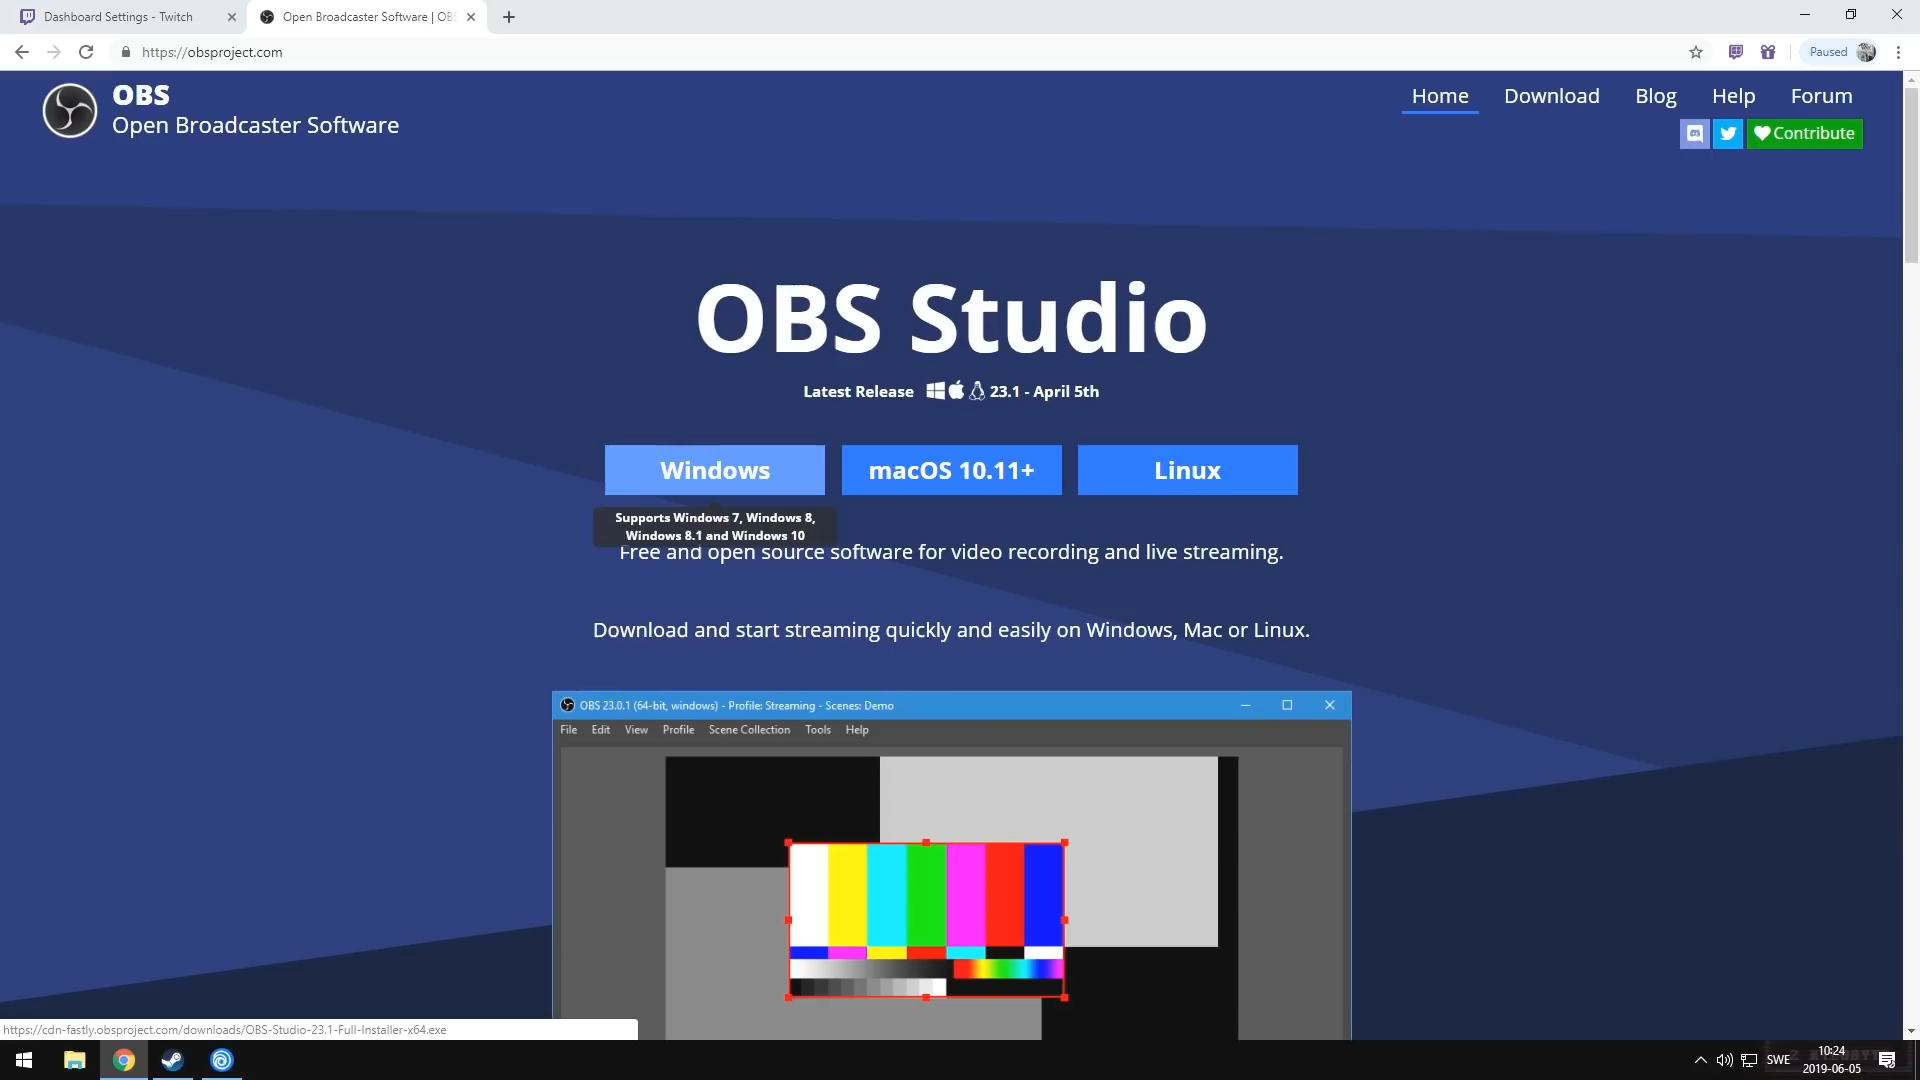 Dashboard Settings - Twitch
Open Broadcaster Software | OBS
https://obsproject.com
Paused
OBS
Open Broadcaster Software
Home
Download
Blog
Help
Forum
Contribute
OBS Studio
Latest Release 23.1 - April 5th
Windows
macOS 10.11+
Linux
Supports Windows 7, Windows 8,
Windows 8.1 and Windows 10
Free and open source software for video recording and live streaming.
Download and start streaming quickly and easily on Windows, Mac or Linux.
OBS 23.0.1 (64-bit, windows) - Profile: Streaming - Scenes: Demo
File
Edit
View
Profile
Scene Collection
Tools
Help
https://cdn-fastly.obsproject.com/downloads/OBS-Studio-23.1-Full-Installer-x64.exe
SWE
10:24
2019-06-05